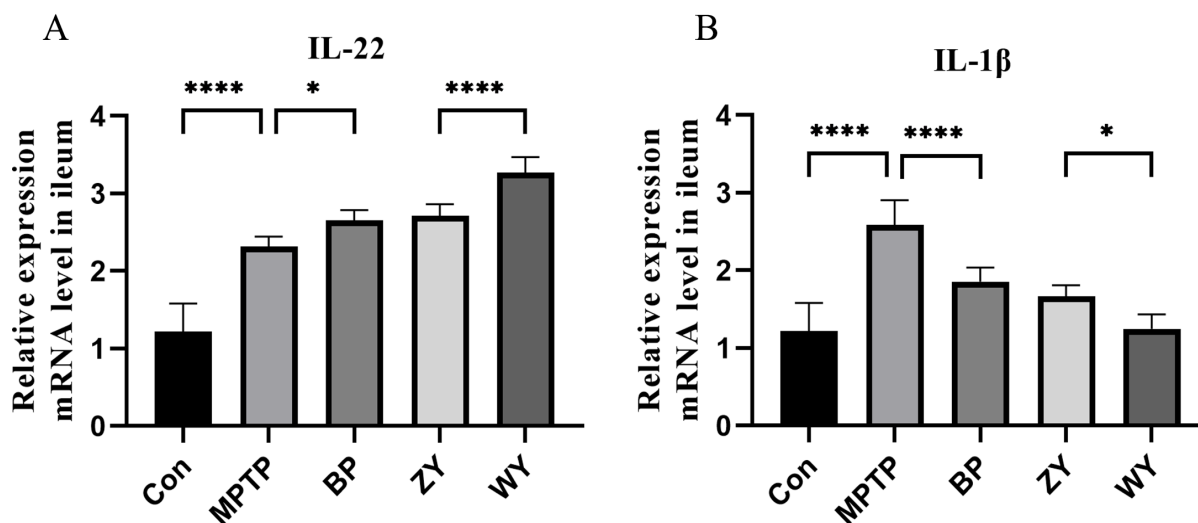 A
IL-22
Relative expression
mRNA level in ileum
**** * ****
4
3
2
1
0
Con MPTP BP ZY WY
B
IL-1β
Relative expression
mRNA level in ileum
**** **** *
4
3
2
1
0
Con MPTP BP ZY WY